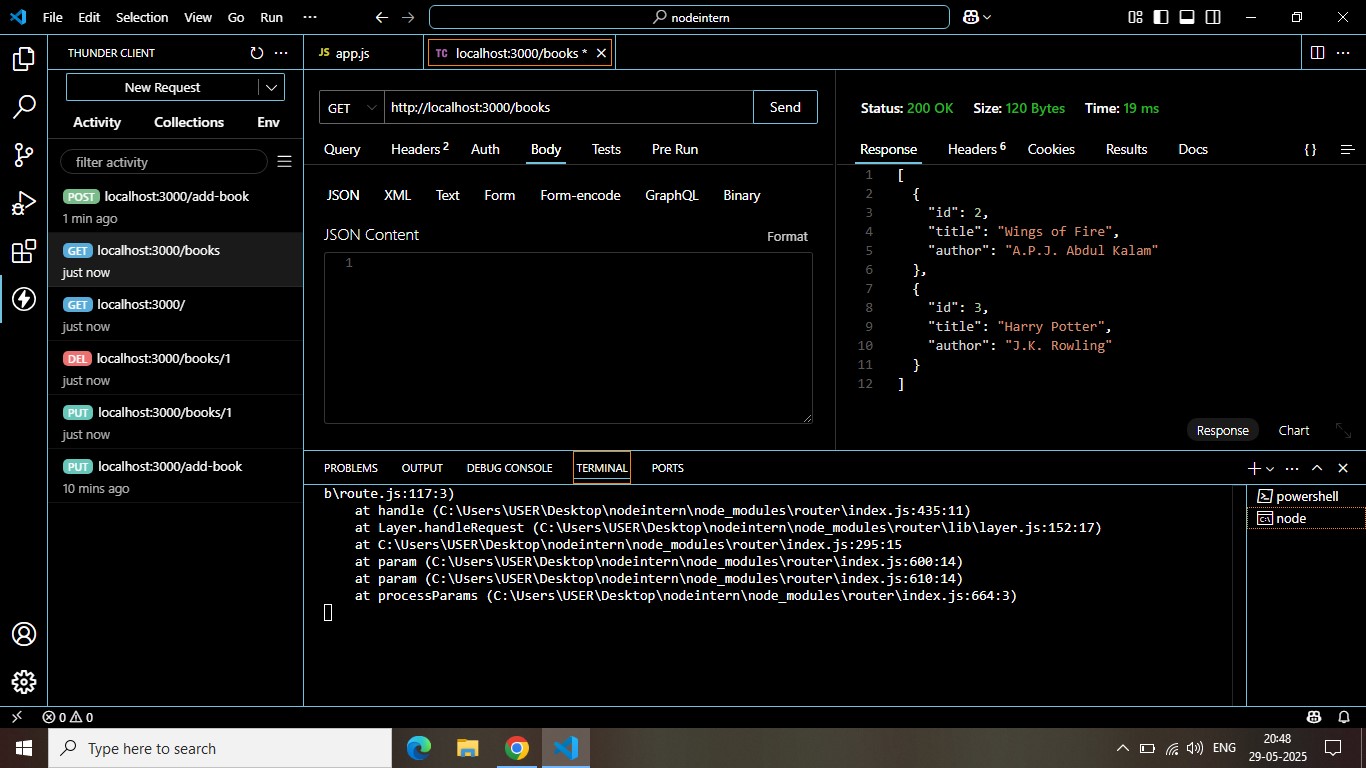 File Edit Selection View Go Run ··· nodeintern
THUNDER CLIENT ···
JS app.js
TC localhost:3000/books *
New Request
Activity Collections Env
filter activity
POST localhost:3000/add-book
1 min ago
GET localhost:3000/books
just now
GET localhost:3000/
just now
DEL localhost:3000/books/1
just now
PUT localhost:3000/books/1
just now
PUT localhost:3000/add-book
10 mins ago
GET http://localhost:3000/books Send
Query Headers 2 Auth Body Tests Pre Run
JSON XML Text Form Form-encode GraphQL Binary
JSON Content Format
1
Status: 200 OK Size: 120 Bytes Time: 19 ms
Response Headers 6 Cookies Results Docs { }
1 [
2 {
3 "id": 2,
4 "title": "Wings of Fire",
5 "author": "A.P.J. Abdul Kalam"
6 },
7 {
8 "id": 3,
9 "title": "Harry Potter",
10 "author": "J.K. Rowling"
11 }
12 ]
Response Chart
PROBLEMS OUTPUT DEBUG CONSOLE TERMINAL PORTS
b\route.js:117:3)
at handle (C:\Users\USER\Desktop\nodeintern\node_modules\router\index.js:435:11)
at Layer.handleRequest (C:\Users\USER\Desktop\nodeintern\node_modules\router\lib\layer.js:152:17)
at C:\Users\USER\Desktop\nodeintern\node_modules\router\index.js:295:15
at param (C:\Users\USER\Desktop\nodeintern\node_modules\router\index.js:600:14)
at param (C:\Users\USER\Desktop\nodeintern\node_modules\router\index.js:610:14)
at processParams (C:\Users\USER\Desktop\nodeintern\node_modules\router\index.js:664:3)
powershell
node
0 0
Type here to search
ENG
20:48
29-05-2025